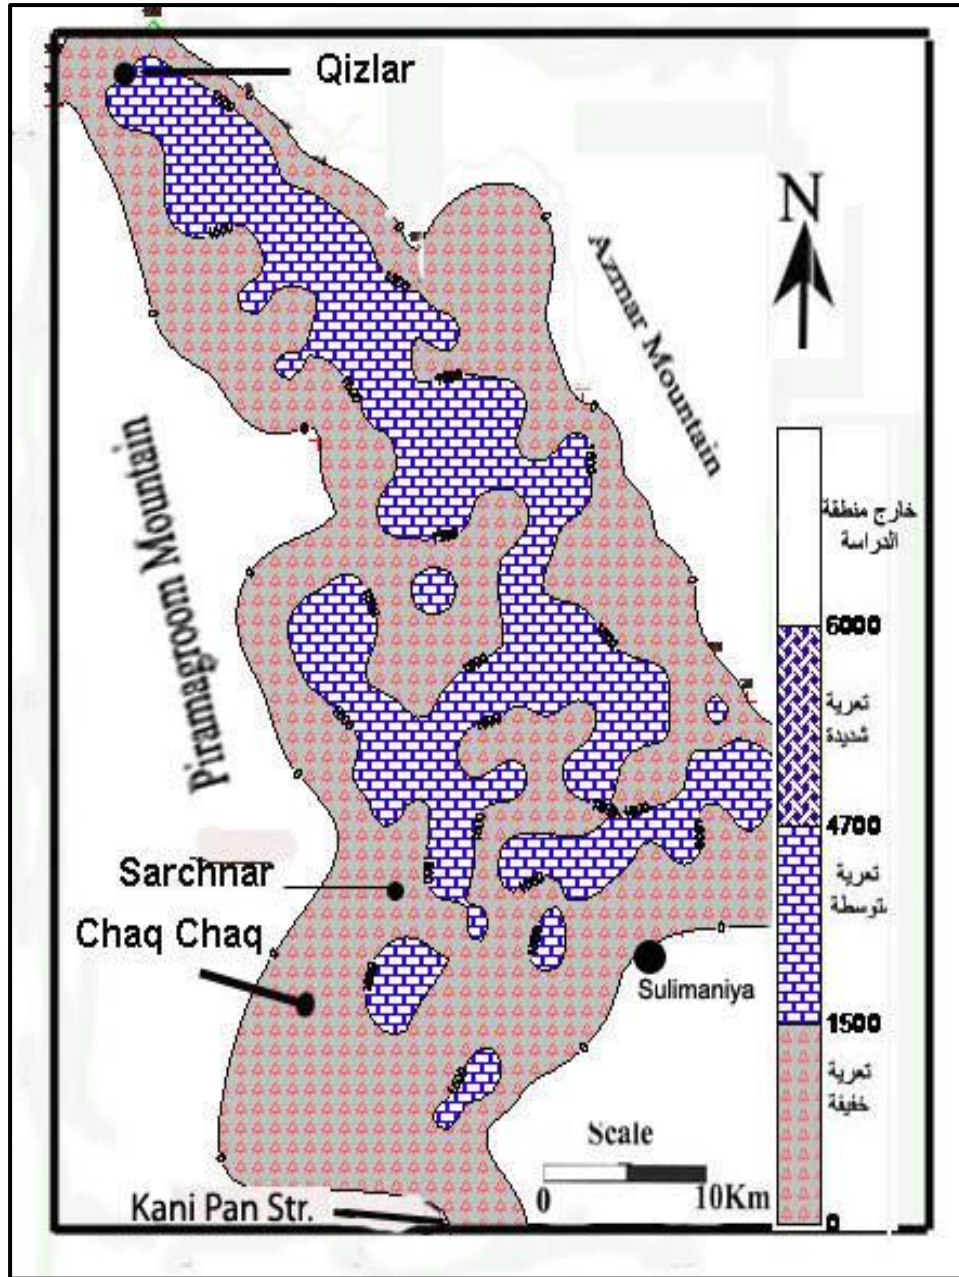 Qizlar
N
Azmar Mountain
Piramagroom Mountain
خارج منطقة
الدراسة
6000
تعرية
شديدة
4700
تعرية
توسطة
1500
تعرية
خفيفة
0
Sarchnar
Chaq Chaq
Sulimaniya
Scale
0 10Km
Kani Pan Str.